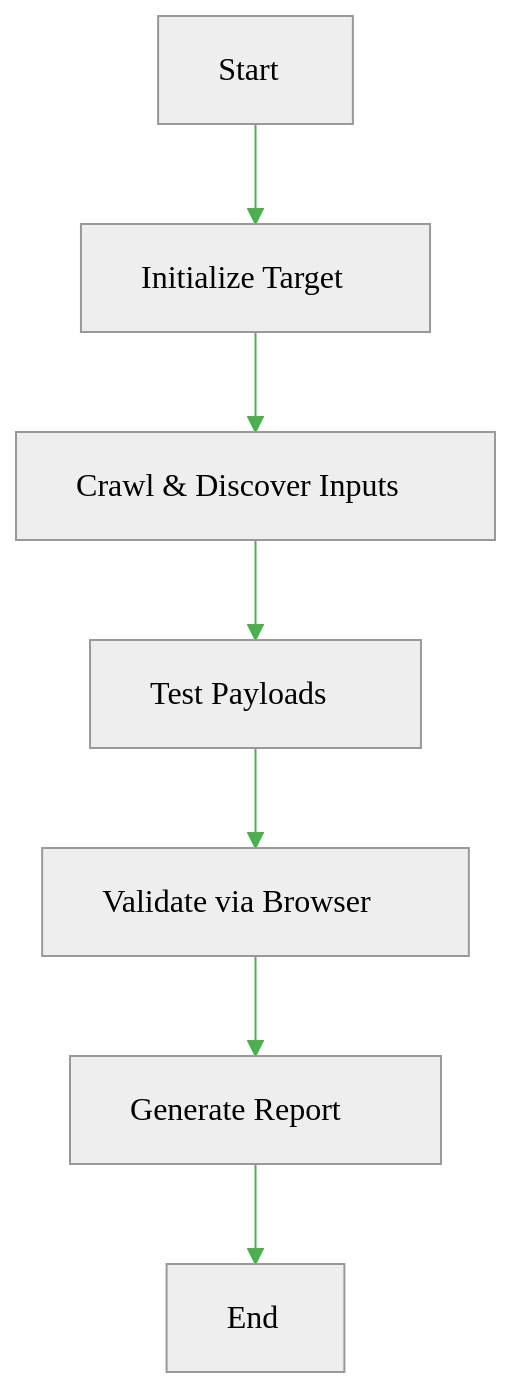 Start
Initialize Target
Crawl & Discover Inputs
Test Payloads
Validate via Browser
Generate Report
End